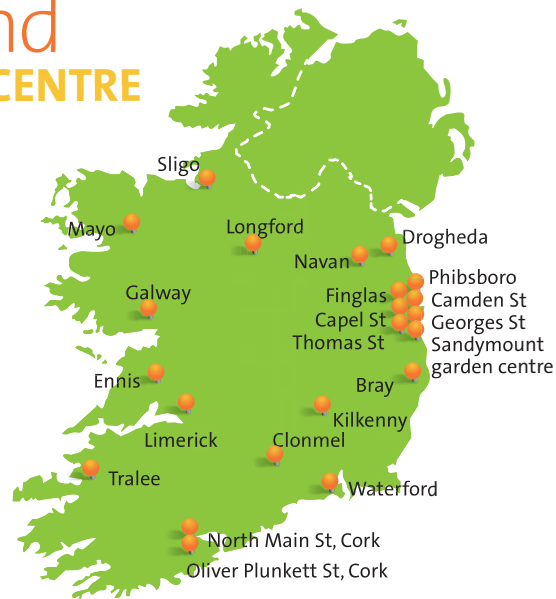 nd
CENTRE
Sligo
Mayo
Longford
Drogheda
Navan
Phibsboro
Finglas
Camden St
Galway
Capel St
Georges St
Thomas St
Sandymount
garden centre
Ennis
Bray
Kilkenny
Limerick
Clonmel
Tralee
Waterford
North Main St, Cork
Oliver Plunkett St, Cork